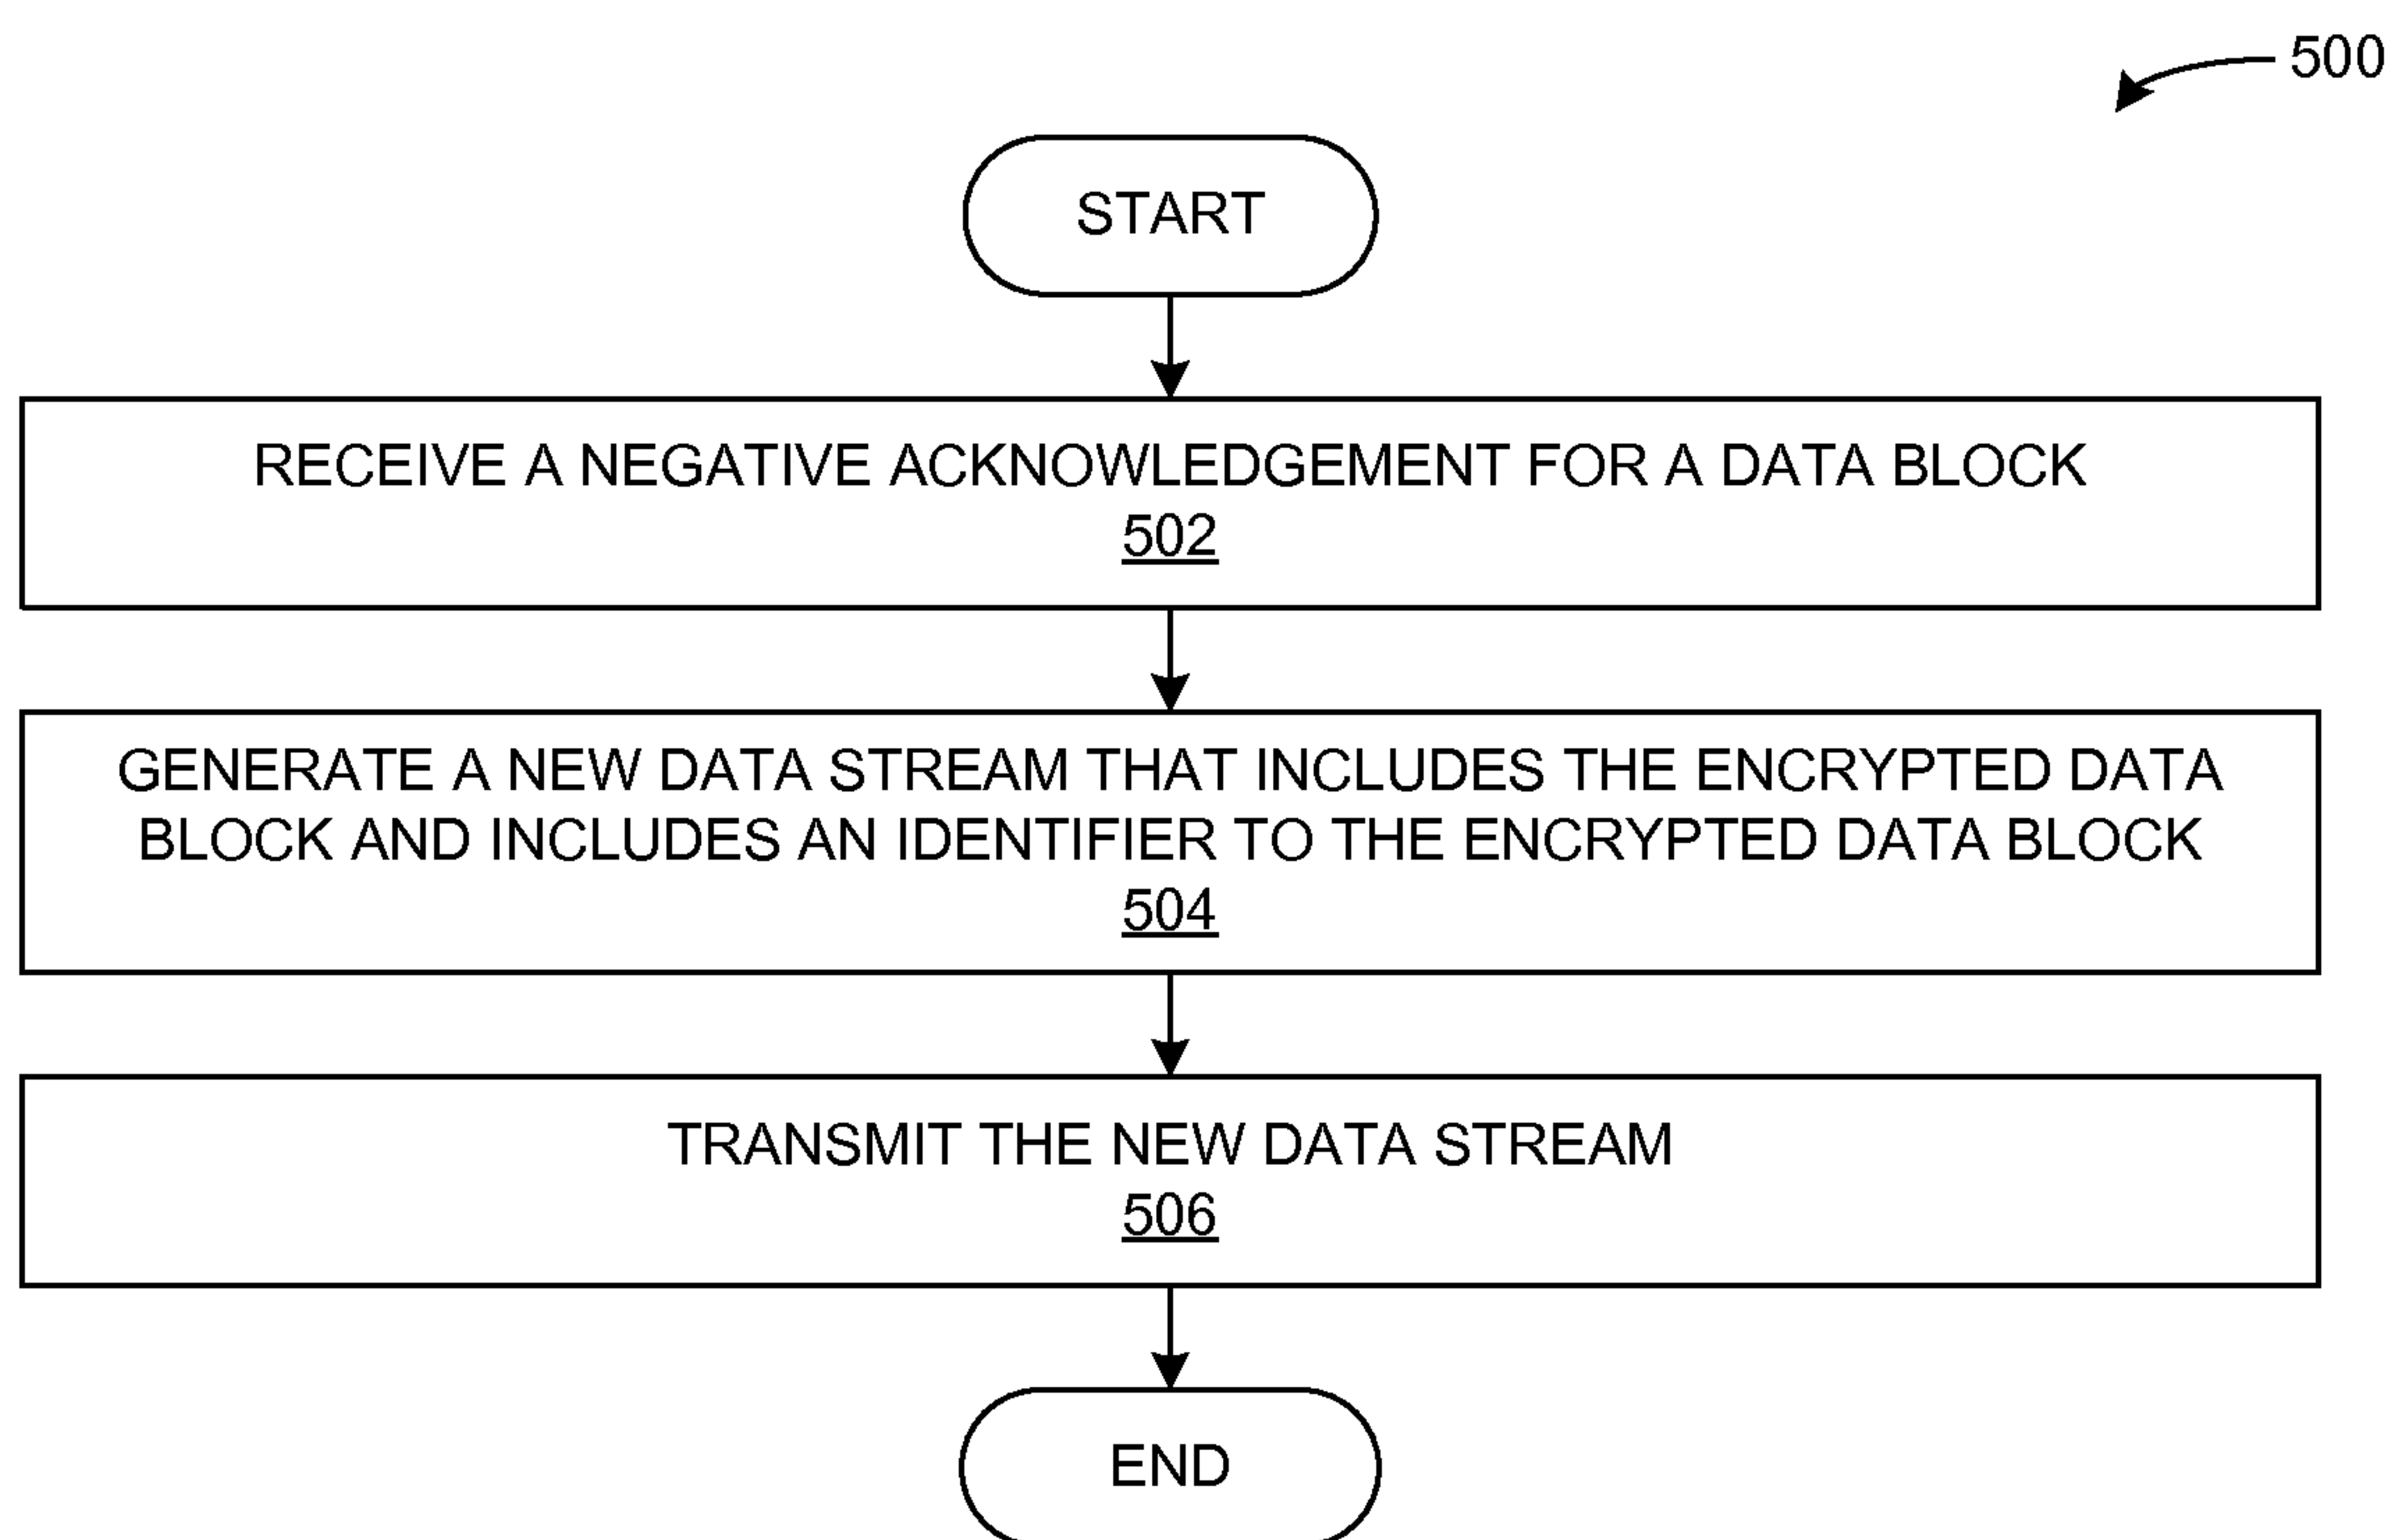 500
START
RECEIVE A NEGATIVE ACKNOWLEDGEMENT FOR A DATA BLOCK
502
GENERATE A NEW DATA STREAM THAT INCLUDES THE ENCRYPTED DATA
BLOCK AND INCLUDES AN IDENTIFIER TO THE ENCRYPTED DATA BLOCK
504
TRANSMIT THE NEW DATA STREAM
506
END